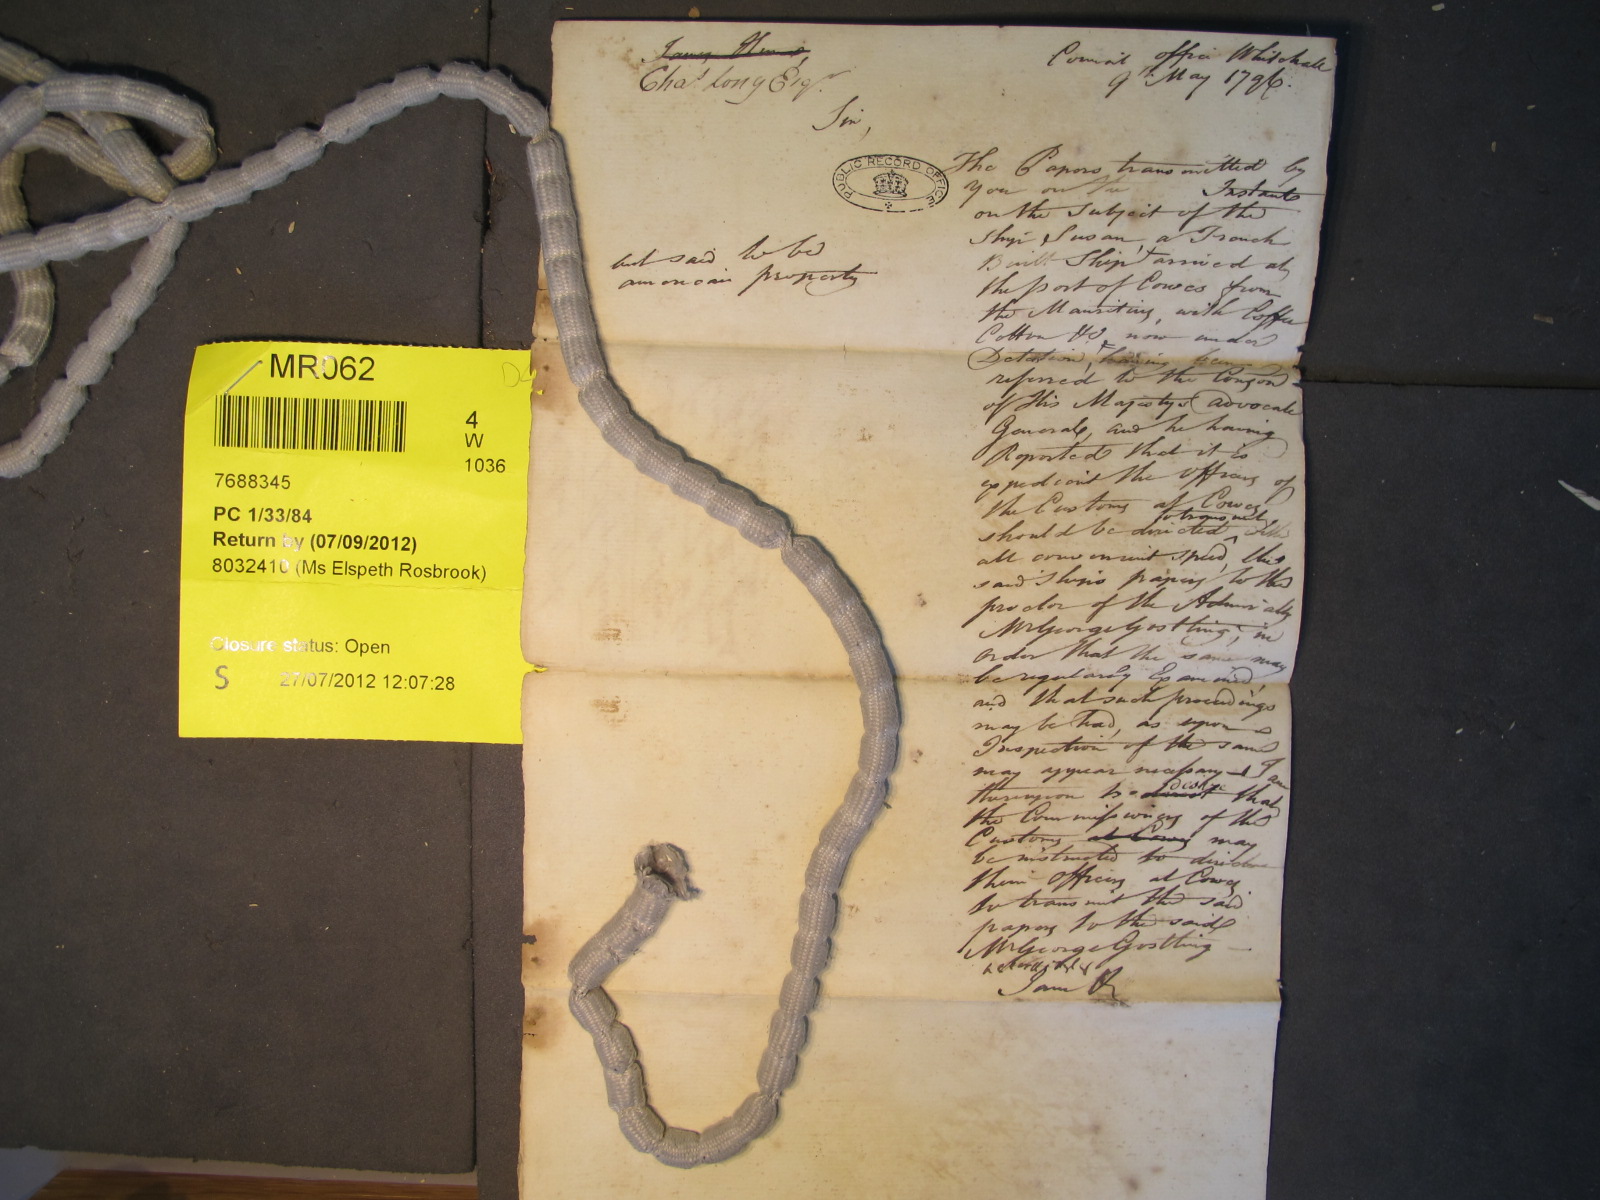 Council office Whitehall
9th May 1796.
Chas. Long Esqr.
Sir,
PUBLIC RECORD OFFICE
The Papers transmitted by
You on the Instant
on the Subject of the
Ship Susan, a French
Built Ship + arrived at
but said to be
american property
the port of Cowes from
the Mauritius, with Coffee
Cotton &c, now under
Detention, having been
referred to the Conson
of His Majesty's advocate
General, and he having
Reported that it is
expedient the Officers of
the Customs at Cowes
should be directed with
to transmit
all convenient speed, the
said Ship's papers to the
proctor of the Admiralty
Mr George Gostling, in
order that the same may
be regularly Examined,
and that such proceedings
may be had, as upon
Inspection of the same
may appear necessary I am
thereupon to direct that
desire
the Commissioners of the
Customs at Cowes may
be instructed to direct
their Officers at Cowes
to transmit the said
papers to the said
Mr George Gostling
accordingly
I am &c
MR062
4
W
1036
7688345
PC 1/33/84
Return by (07/09/2012)
8032410 (Ms Elspeth Rosbrook)
Closure status: Open
S 27/07/2012 12:07:28